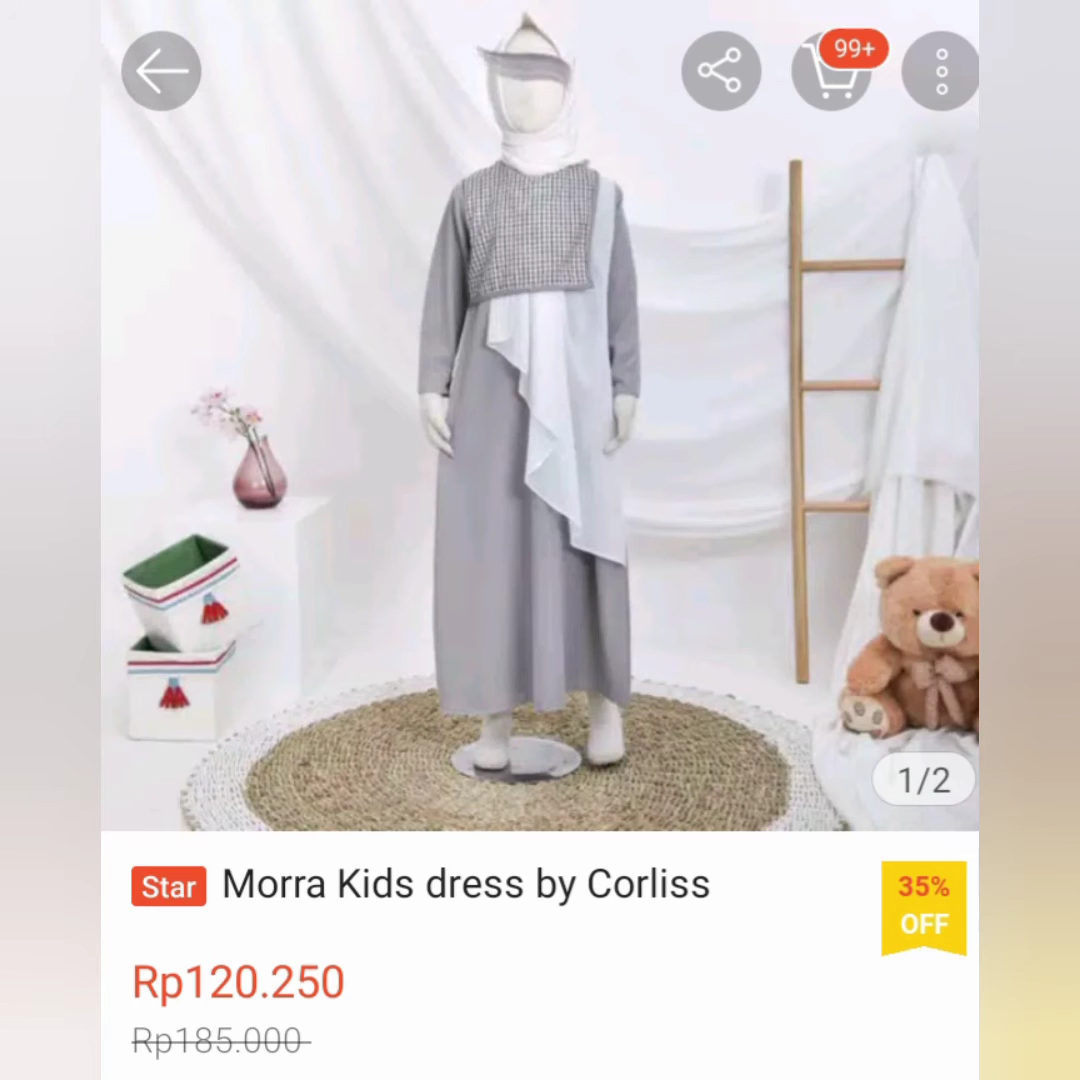 99+
1/2
Star Morra Kids dress by Corliss
35%
OFF
Rp120.250
Rp185.000